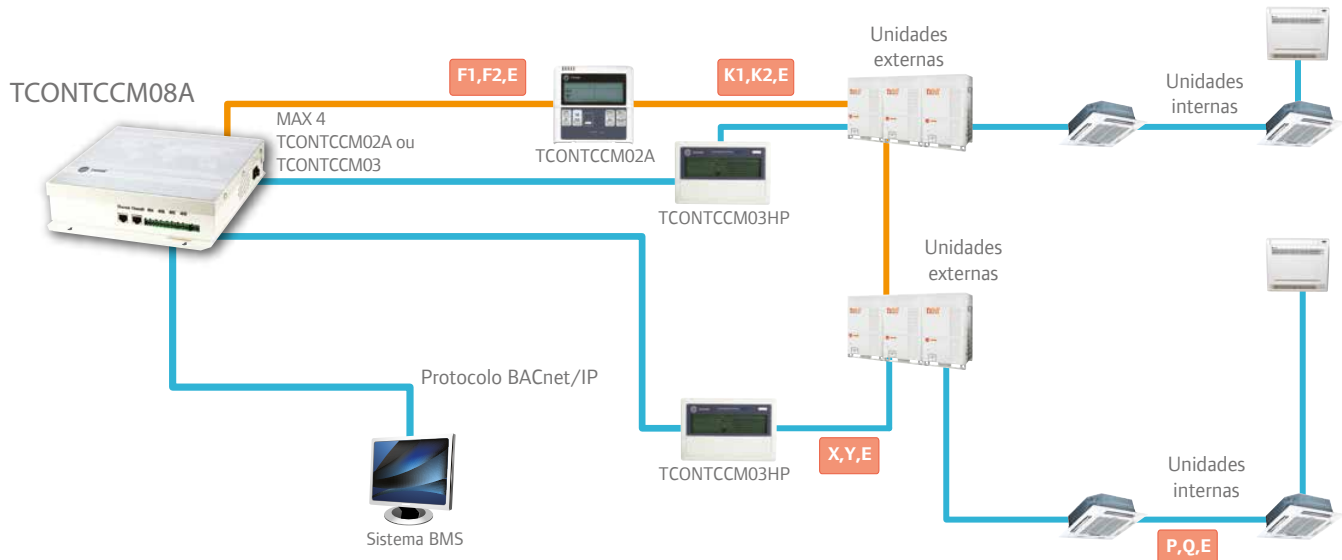 Unidades
externas
F1,F2,E
K1,K2,E
TCONTCCM08A
Unidades
internas
MAX 4
TCONTCCM02A ou
TCONTCCM03
TCONTCCM02A
TCONTCCM03HP
Unidades
externas
Protocolo BACnet/IP
X,Y,E
TCONTCCM03HP
Unidades
internas
Sistema BMS
P,Q,E